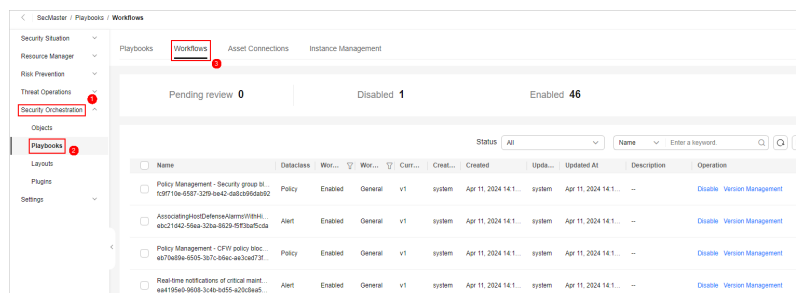 SecMaster / Playbooks / Workflows
Security Situation
Resource Manager
Risk Prevention
Threat Operations
1
Security Orchestration
Objects
Playbooks
2
Layouts
Plugins
Settings
Playbooks Workflows Asset Connections Instance Management
3
Pending review 0 Disabled 1 Enabled 46
Status All Name Enter a keyword.
Name Dataclass Wor... Wor... Curr... Creat... Created Upda... Updated At Description Operation
Policy Management - Security group bl...
fc9f710e-6587-32f9-be42-da8cb96dab92
Policy Enabled General v1 system Apr 11, 2024 14:1... system Apr 11, 2024 14:1... -- Disable Version Management
AssociatingHostDefenseAlarmsWithHi...
ebc21d42-56ea-32ba-8629-f5ff3baf5cda
Alert Enabled General v1 system Apr 11, 2024 14:1... system Apr 11, 2024 14:1... -- Disable Version Management
Policy Management - CFW policy bloc...
eb70e89e-6505-3b7c-b6ec-ae3ced73f...
Policy Enabled General v1 system Apr 11, 2024 14:1... system Apr 11, 2024 14:1... -- Disable Version Management
Real-time notifications of critical maint...
ea4195e0-9608-3c4b-bd55-a20c8ea5...
Alert Enabled General v1 system Apr 11, 2024 14:1... system Apr 11, 2024 14:1... -- Disable Version Management